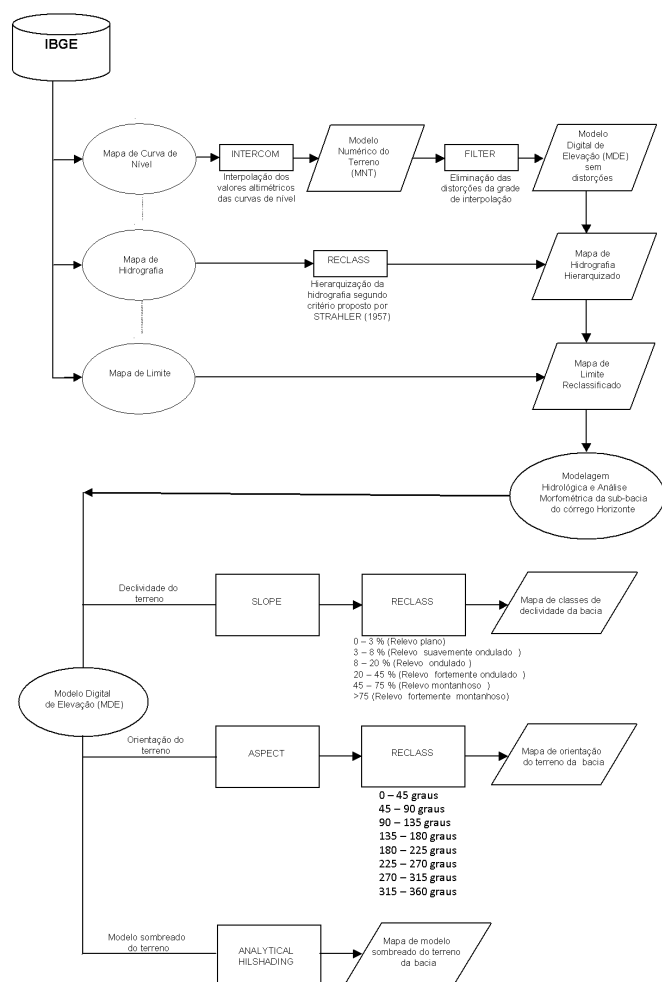 IBGE
Mapa de Curva de
Nível
INTERCOM
Interpolação dos
valores altimétricos
das curvas de nível
Modelo
Numérico do
Terreno
(MNT)
FILTER
Eliminação das
distorções da grade
de interpolação
Modelo
Digital de
Elevação (MDE)
sem
distorções
Mapa de
Hidrografia
RECLASS
Hierarquização da
hidrografia segundo
critério proposto por
STRAHLER (1957)
Mapa de
Hidrografia
Hierarquizado
Mapa de Limite
Mapa de
Limite
Reclassificado
Modelagem
Hidrológica e Análise
Morfométrica da sub-bacia
do córrego Horizonte
Declividade do
terreno
SLOPE
RECLASS
Mapa de classes de
declividade da bacia
0 – 3 % (Relevo plano)
3 – 8 % (Relevo suavemente ondulado )
8 – 20 % (Relevo ondulado)
20 – 45 % (Relevo fortemente ondulado )
45 – 75 % (Relevo montanhoso )
>75 (Relevo fortemente montanhoso)
Modelo Digital
de Elevação (MDE)
Orientação do
terreno
ASPECT
RECLASS
Mapa de orientação
do terreno da bacia
0 – 45 graus
45 – 90 graus
90 – 135 graus
135 – 180 graus
180 – 225 graus
225 – 270 graus
270 – 315 graus
315 – 360 graus
Modelo sombreado
do terreno
ANALYTICAL
HILSHADING
Mapa de modelo
sombreado do terreno
da bacia